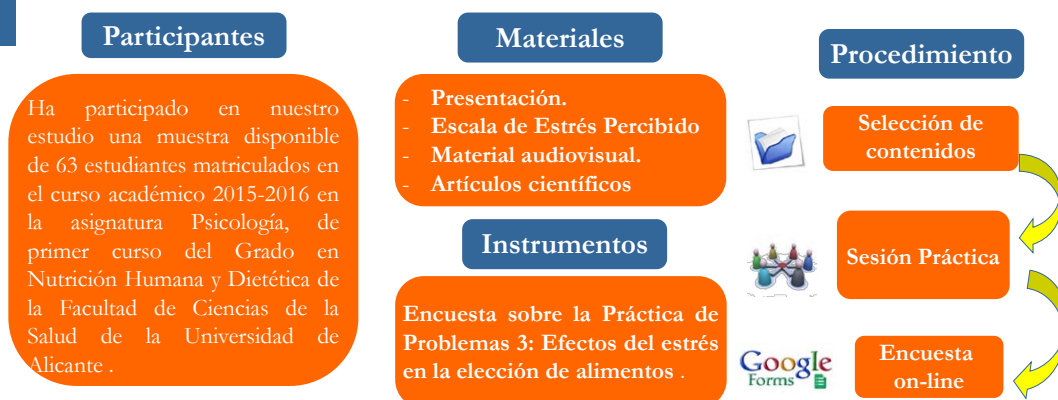 Participantes
Ha participado en nuestro
estudio una muestra disponible
de 63 estudiantes matriculados en
el curso académico 2015-2016 en
la asignatura Psicología, de
primer curso del Grado en
Nutrición Humana y Dietética de
la Facultad de Ciencias de la
Salud de la Universidad de
Alicante .
Materiales
- Presentación.
- Escala de Estrés Percibido
- Material audiovisual.
- Artículos científicos
Instrumentos
Encuesta sobre la Práctica de
Problemas 3: Efectos del estrés
en la elección de alimentos .
Procedimiento
Selección de
contenidos
Sesión Práctica
Google
Forms
Encuesta
on-line